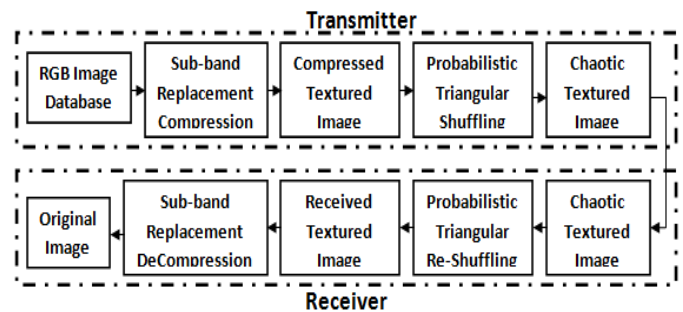 Transmitter
RGB Image
Database
Sub-band
Replacement
Compression
Compressed
Textured
Image
Probabilistic
Triangular
Shuffling
Chaotic
Textured
Image
Original
Image
Sub-band
Replacement
DeCompression
Received
Textured
Image
Probabilistic
Triangular
Re-Shuffling
Chaotic
Textured
Image
Receiver